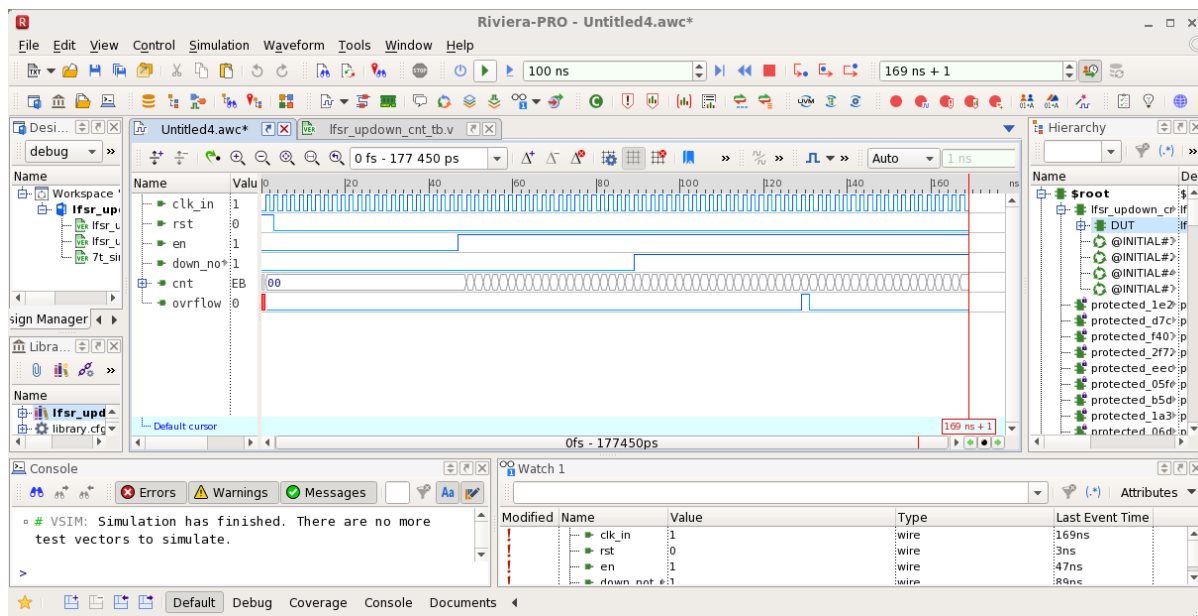 Riviera-PRO - Untitled4.awc*
File Edit View Control Simulation Waveform Tools Window Help
100 ns 169 ns + 1
Desi... Untitled4.awc* lfsr_updown_cnt_tb.v Hierarchy
debug » 0 fs - 177 450 ps » » » Auto 1 ns (.*) »
Name Name Valu 0 20 40 60 80 100 120 140 160 ns Name De
Workspace ' clk_in 1 $root $
lfsr_up rst 0 lfsr_updown_cr lf
lfsr_u en 1 DUT lf
lfsr_u down_no 1 @INITIAL#
7t_si cnt EB 00 @INITIAL#
ovrflow 0 @INITIAL#
@INITIAL#
sign Manager protected_1e2 p
protected_d7c p
Libra... protected_f40 p
protected_2f7 p
» protected_eec p
protected_05f p
Name protected_b5d p
lfsr_upd protected_1a3 p
library.cfg Default cursor 169 ns + 1 protected_06d
0fs - 177450ps
Console Watch 1
Errors Warnings Messages Aa (.*) Attributes
Modified Name Value Type Last Event Time
# VSIM: Simulation has finished. There are no more
test vectors to simulate.
clk_in 1 wire 169ns
rst 0 wire 3ns
en 1 wire 47ns
down_not 1 wire 89ns
>
Default Debug Coverage Console Documents